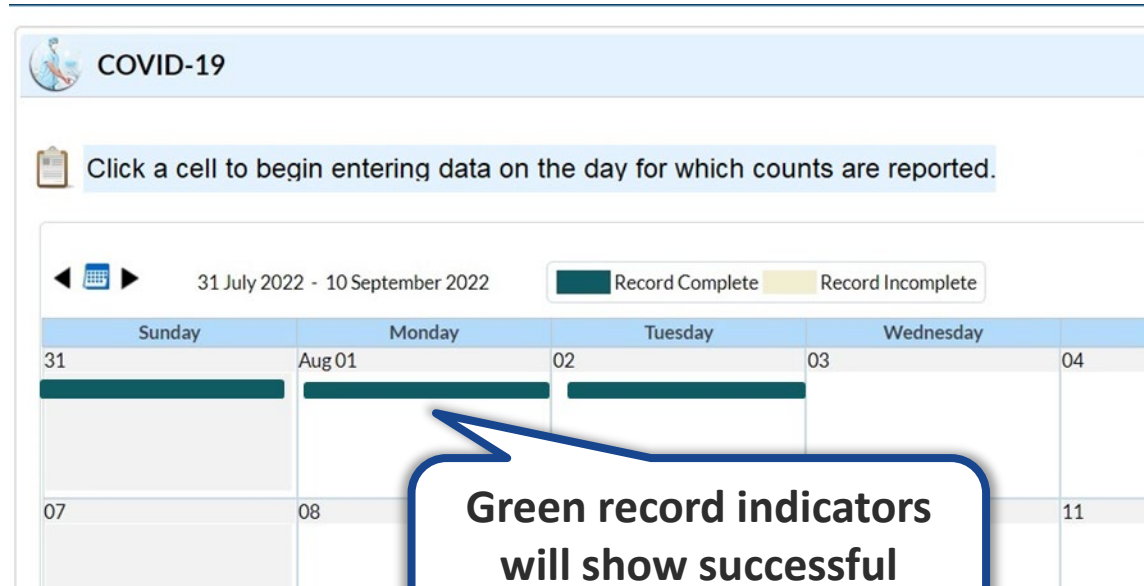 COVID-19
Click a cell to begin entering data on the day for which counts are reported.
31 July 2022 - 10 September 2022 Record Complete Record Incomplete
Sunday Monday Tuesday Wednesday
31 Aug 01 02 03 04
07 08 11
Green record indicators
will show successful